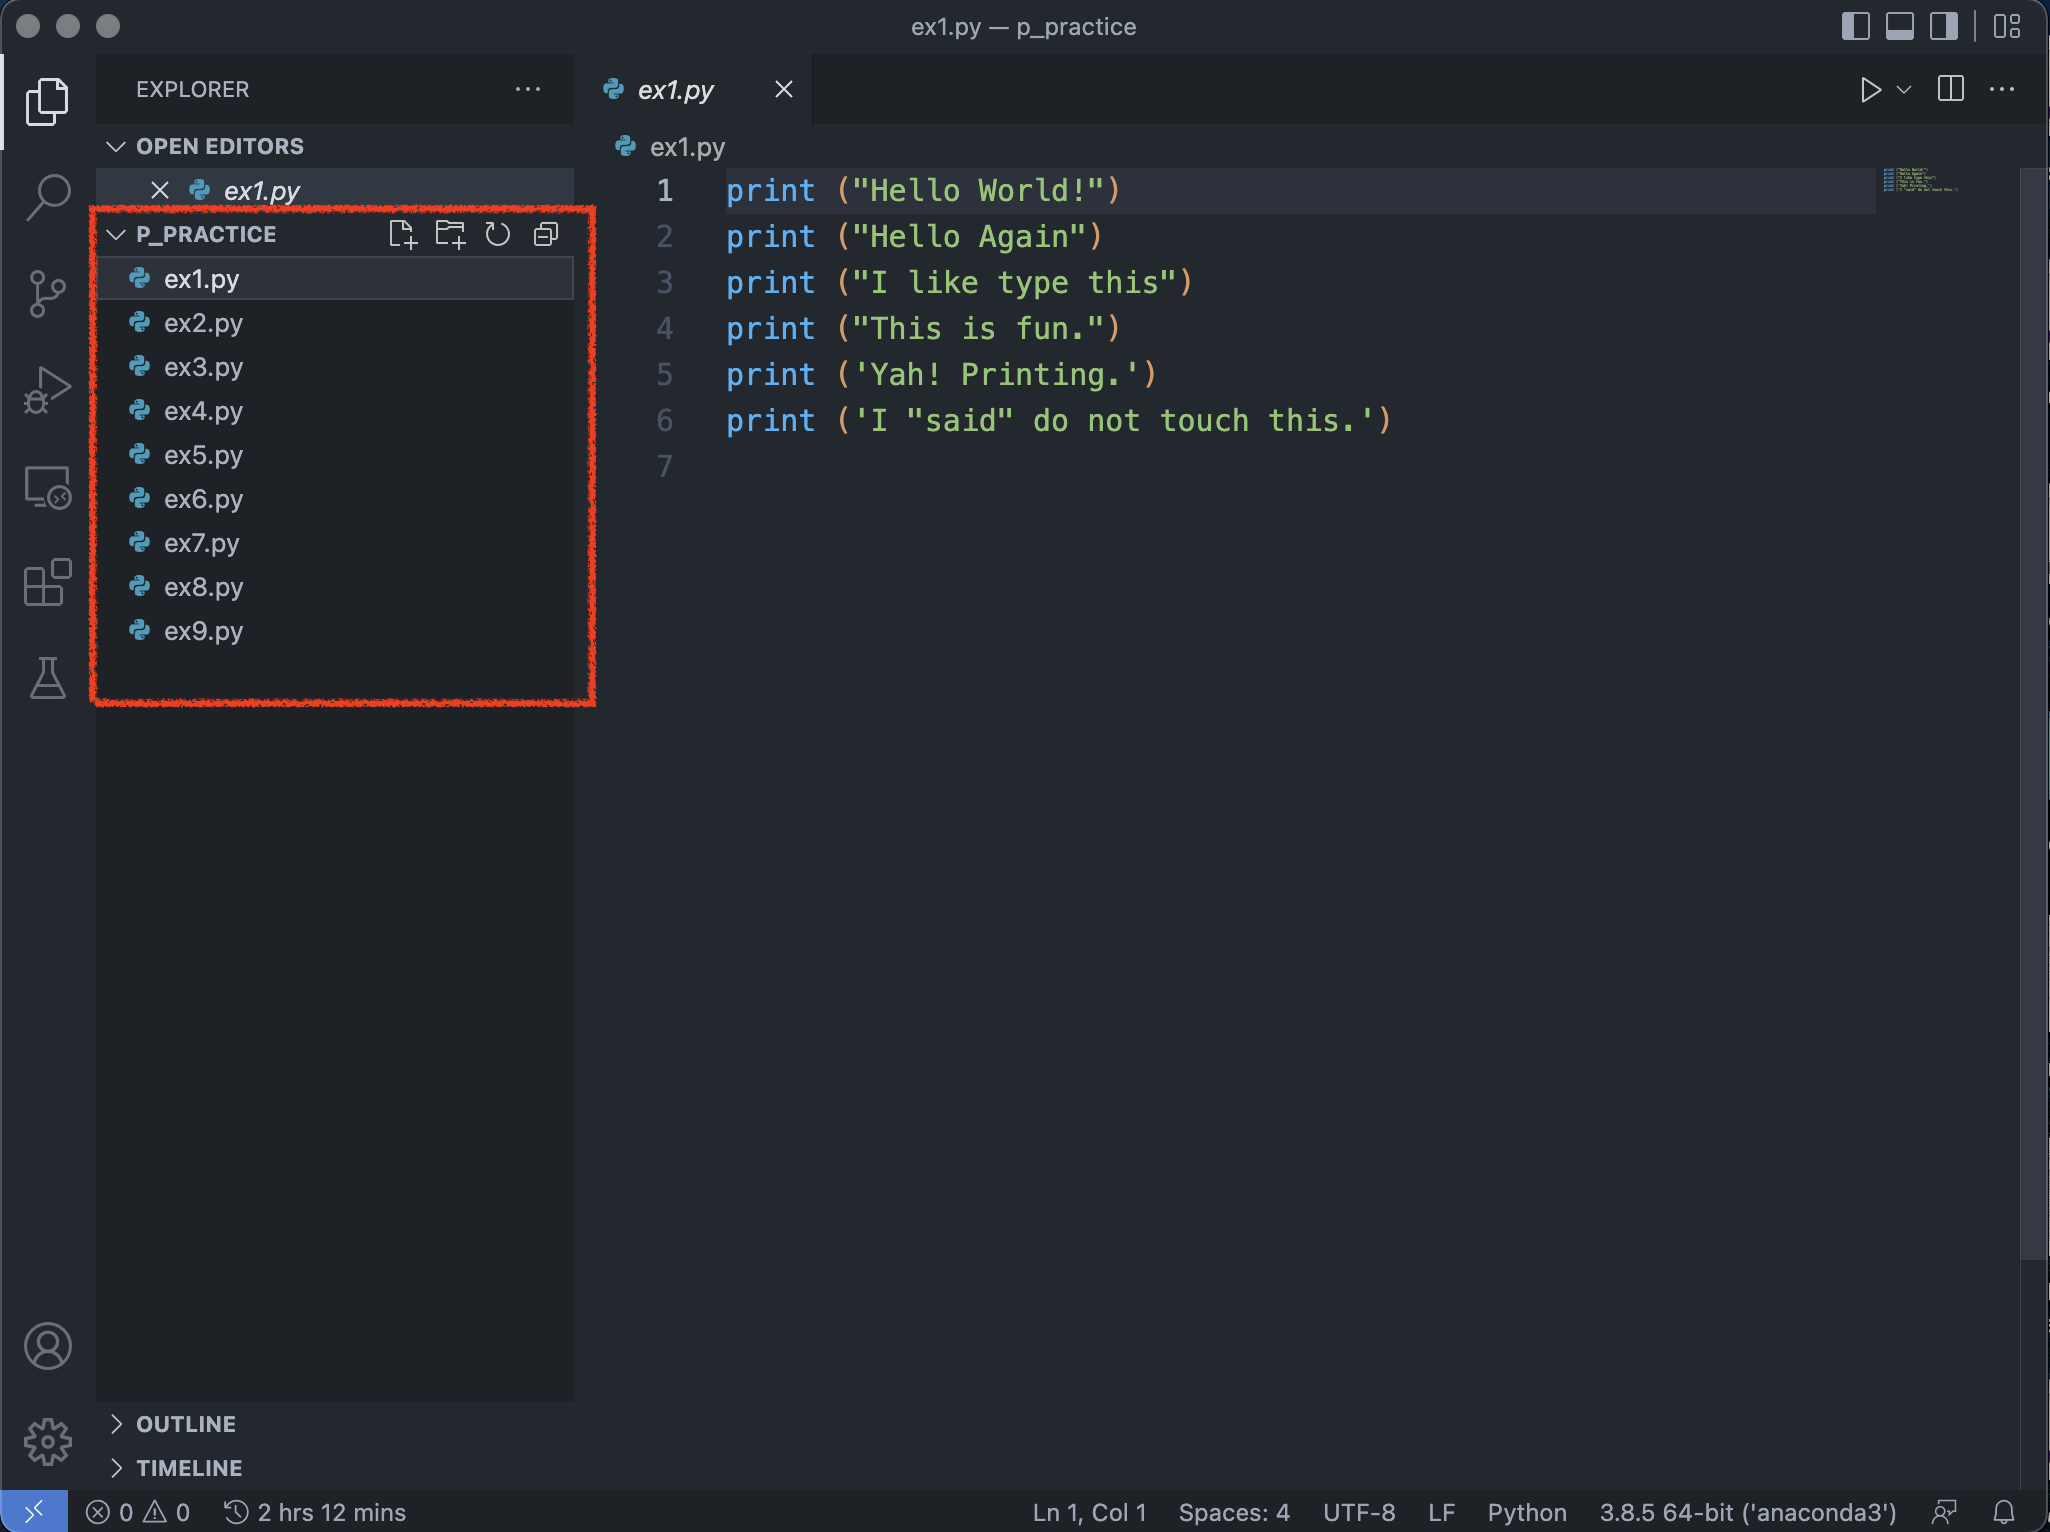 ex1.py — p_practice
EXPLORER
ex1.py
OPEN EDITORS
ex1.py
ex1.py
P_PRACTICE
ex1.py
ex2.py
ex3.py
ex4.py
ex5.py
ex6.py
ex7.py
ex8.py
ex9.py
1 print ("Hello World!")
2 print ("Hello Again")
3 print ("I like type this")
4 print ("This is fun.")
5 print ('Yah! Printing.')
6 print ('I "said" do not touch this.')
7
OUTLINE
TIMELINE
0 0 2 hrs 12 mins Ln 1, Col 1 Spaces: 4 UTF-8 LF Python 3.8.5 64-bit ('anaconda3')